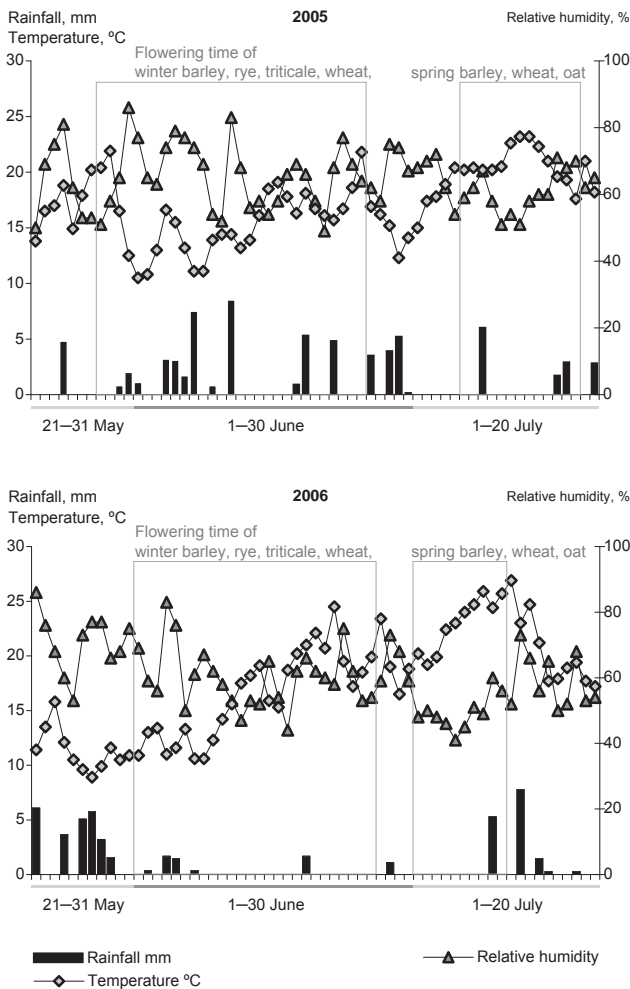 Rainfall, mm 2005 Relative humidity, %
Temperature, ºC
Flowering time of
winter barley, rye, triticale, wheat, spring barley, wheat, oat
30 100
25 80
20
60
15
40
10
5 20
0 0
21—31 May 1—30 June 1—20 July
Rainfall, mm 2006 Relative humidity, %
Temperature, ºC
Flowering time of
winter barley, rye, triticale, wheat, spring barley, wheat, oat
30 100
25 80
20
60
15
40
10
5 20
0 0
21—31 May 1—30 June 1—20 July
Rainfall mm Relative humidity
Temperature ºC